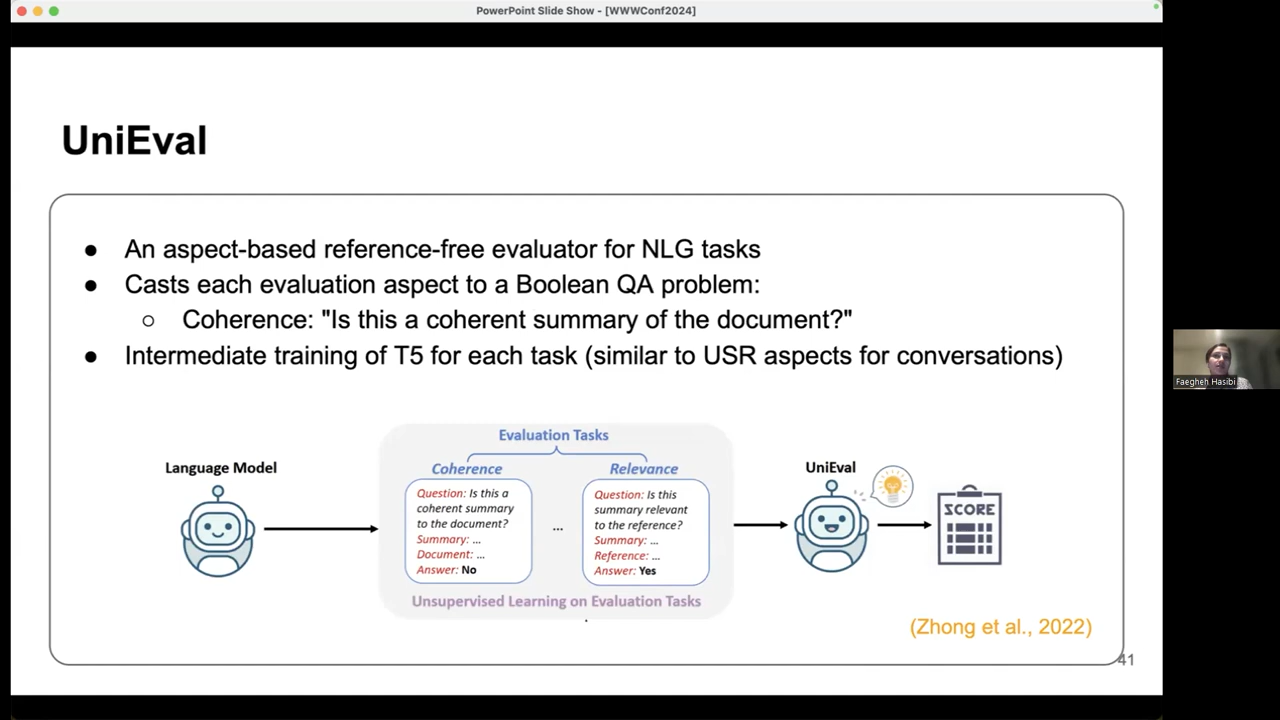 PowerPoint Slide Show - [WWWConf2024]
UniEval
● An aspect-based reference-free evaluator for NLG tasks
● Casts each evaluation aspect to a Boolean QA problem:
○ Coherence: "Is this a coherent summary of the document?"
● Intermediate training of T5 for each task (similar to USR aspects for conversations)
Language Model
Evaluation Tasks
Coherence
Question: Is this a
coherent summary
to the document?
Summary: ...
Document: ...
Answer: No
...
Relevance
Question: Is this
summary relevant
to the reference?
Summary: ...
Reference: ...
Answer: Yes
Unsupervised Learning on Evaluation Tasks
UniEval
SCORE
(Zhong et al., 2022)
41
Faegheh Hasibi